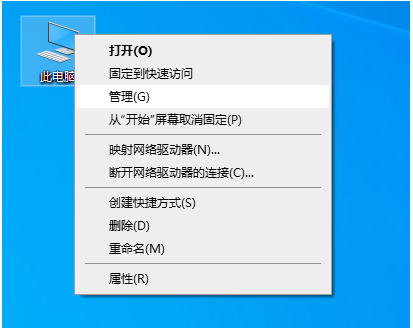 此电脑
打开(O)
固定到快速访问
管理(G)
从“开始”屏幕取消固定(P)
映射网络驱动器(N)...
断开网络驱动器的连接(C)...
创建快捷方式(S)
删除(D)
重命名(M)
属性(R)